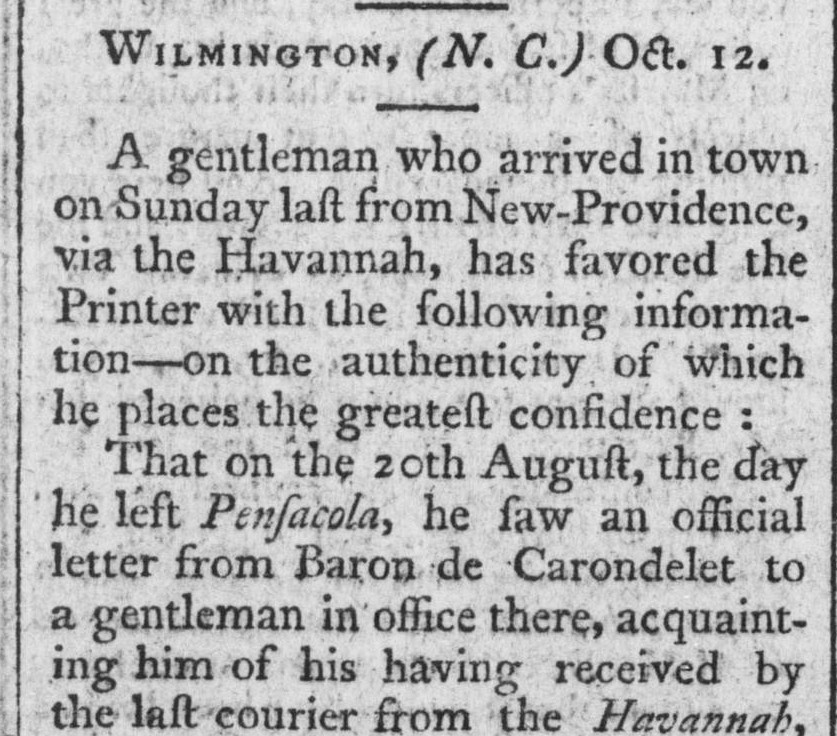 WILMINGTON, (N. C.) Oct. 12.
A gentleman who arrived in town
on Sunday laſt from New-Providence,
via the Havannah, has favored the
Printer with the following informa-
tion—on the authenticity of which
he places the greateſt confidence :
That on the 20th Auguſt, the day
he left Penſacola, he ſaw an official
letter from Baron de Carondelet to
a gentleman in office there, acquaint-
ing him of his having received by
the laſt courier from the Havannah,